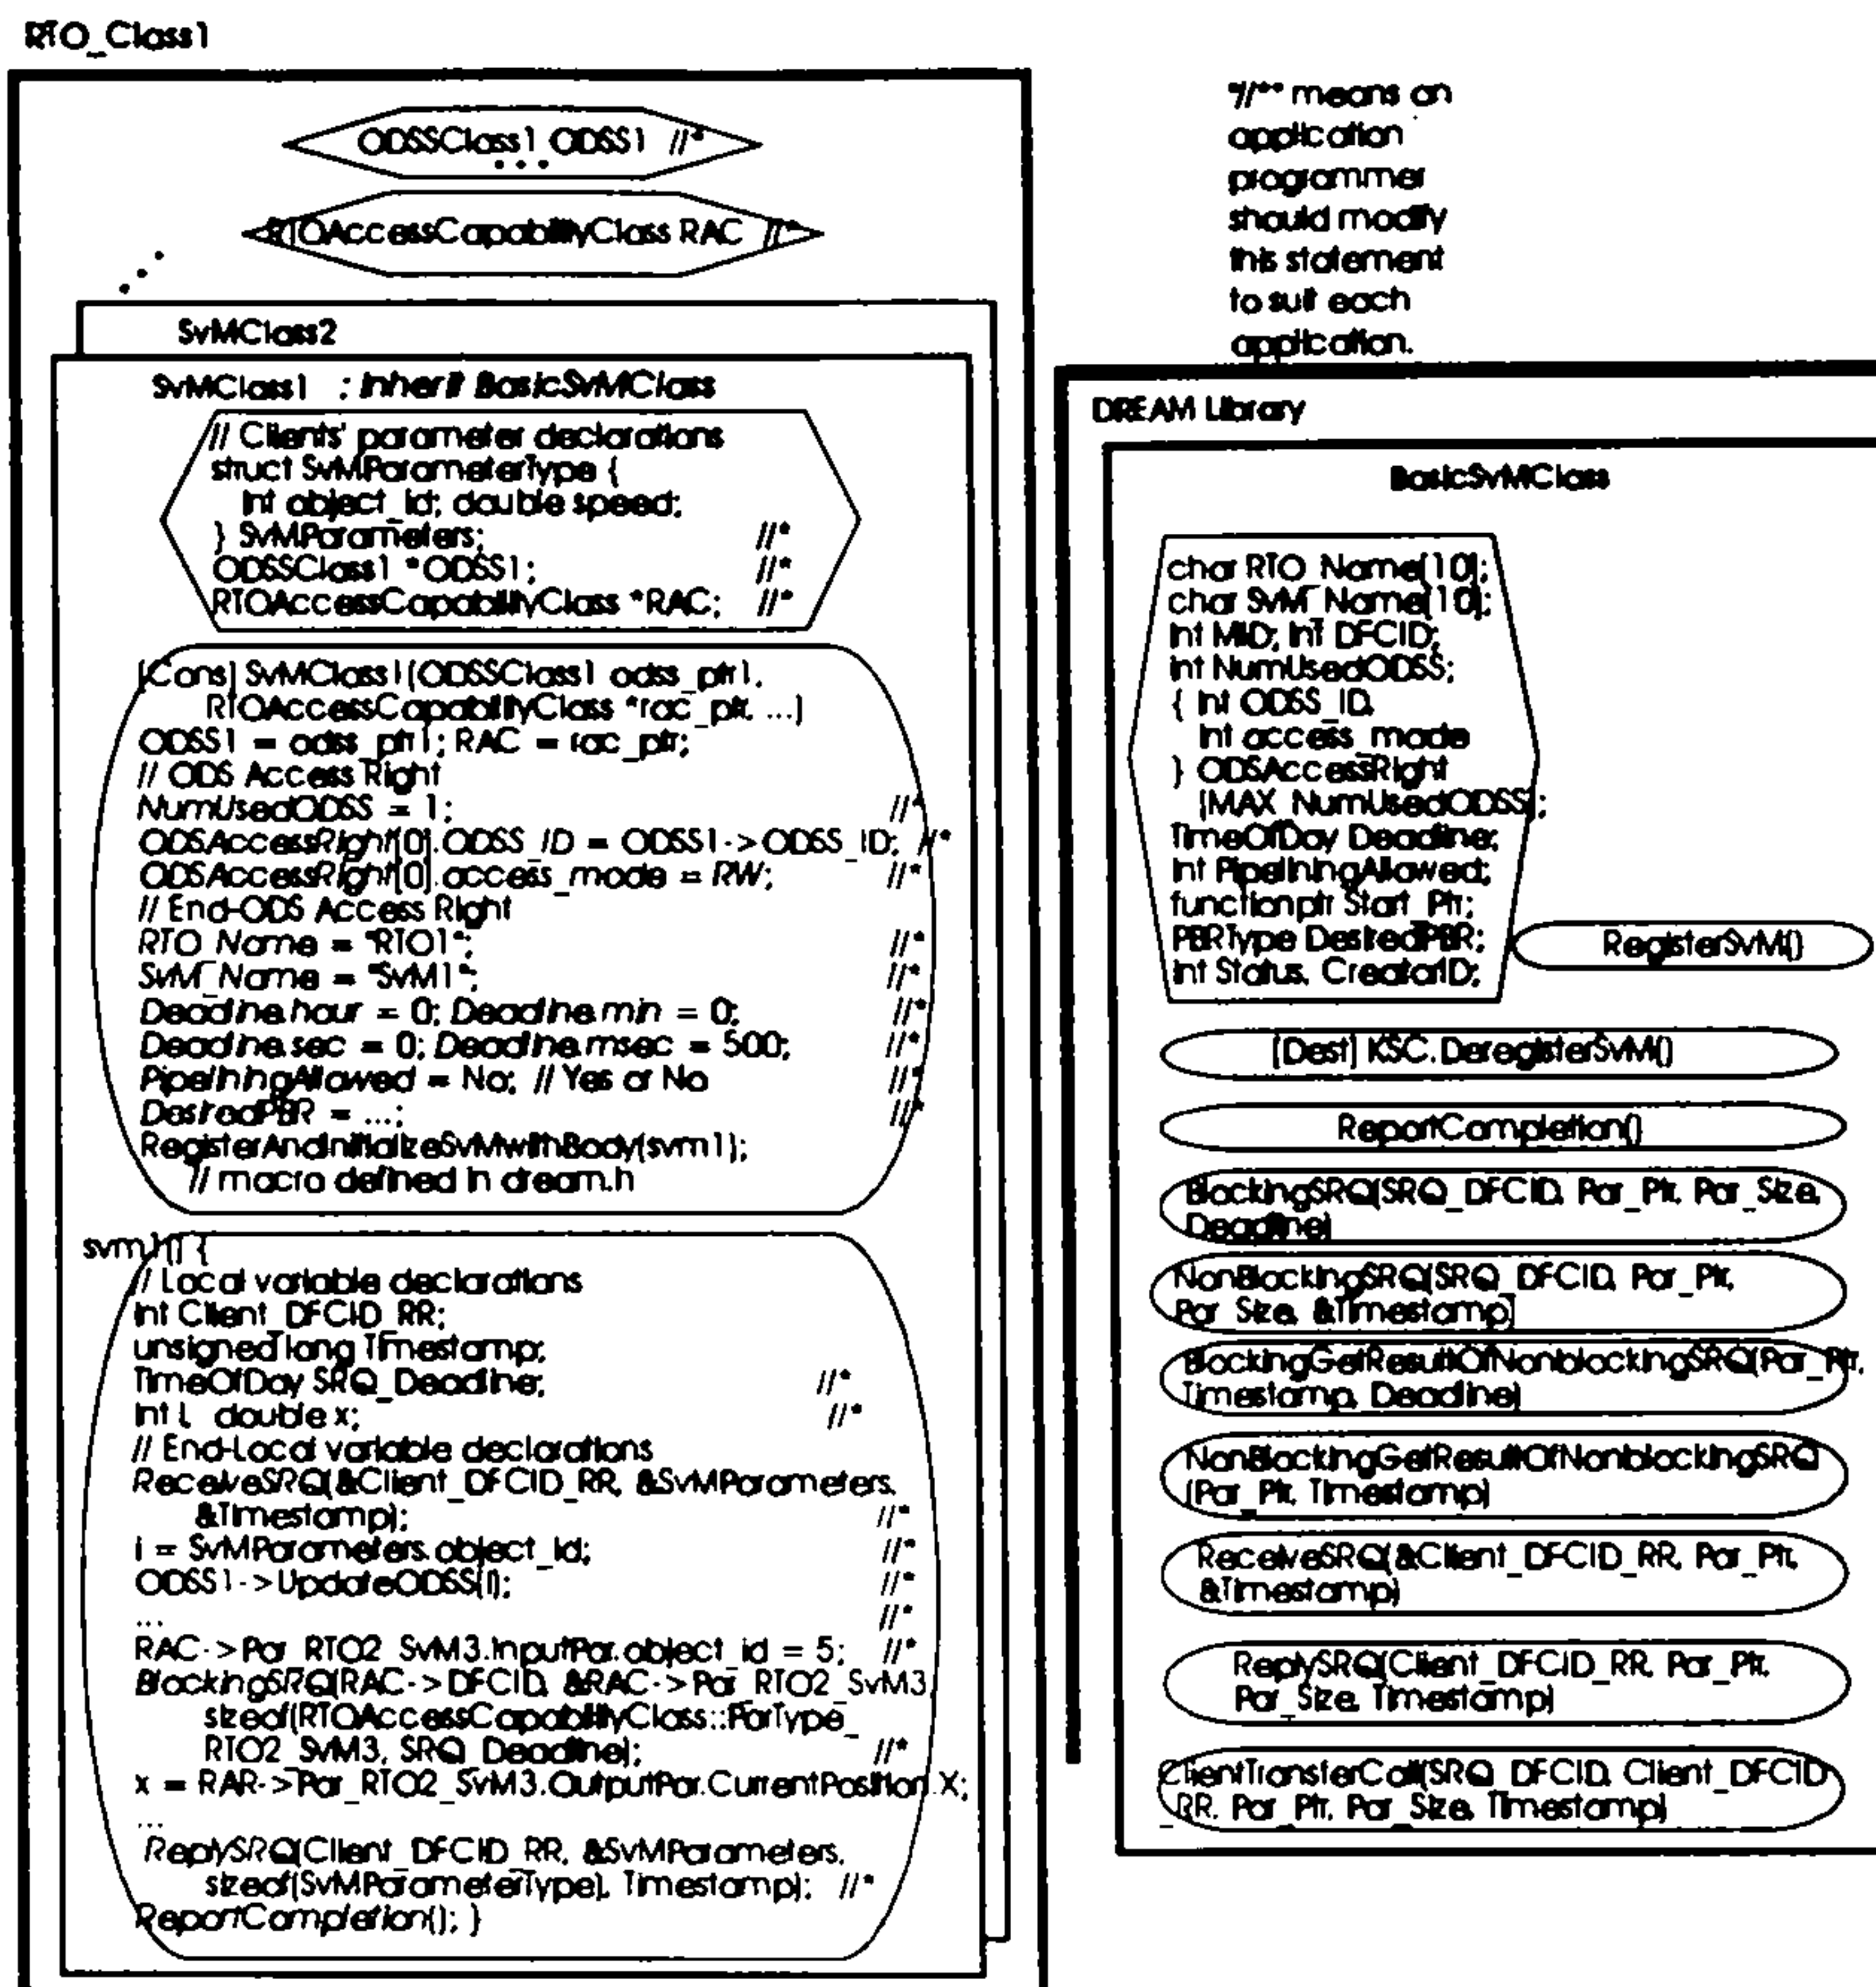 RTO_Class1
ODSSClass1 ODSS1 //*
...
RTOAccessCapabilityClass RAC //*
...
SvMClass2
SvMClass1 : Inherit BasicSvMClass
// Clients' parameter declarations
struct SvMParameterType {
Int object_id; double speed;
} SvMParameters; //*
ODSSClass1 *ODSS1; //*
RTOAccessCapabilityClass *RAC; //*
[Cons] SvMClass1(ODSSClass1 odss_ptr1,
RTOAccessCapabilityClass *rac_ptr, ...)
ODSS1 = odss_ptr1; RAC = rac_ptr;
// ODS Access Right
NumUsedODSS = 1; //*
ODSAccessRight[0].ODSS_ID = ODSS1->ODSS_ID; //*
ODSAccessRight[0].access_mode = RW; //*
// End-ODS Access Right
RTO_Name = "RTO1"; //*
SvM_Name = "SvM1"; //*
Deadline.hour = 0; Deadline.min = 0; //*
Deadline.sec = 0; Deadline.msec = 500; //*
PipeliningAllowed = No; // Yes or No //*
DesiredPBR = ...; //*
RegisterAndInitializeSvMwithBody(svm1);
// macro defined in dream.h
svm1() {
// Local variable declarations
int Client_DFCID_RR;
unsigned long Timestamp;
TimeOfDay SRQ_Deadline; //*
Int i, double x; //*
// End-Local variable declarations
ReceiveSRQ(&Client_DFCID_RR, &SvMParameters,
&Timestamp); //*
i = SvMParameters.object_id; //*
ODSS1->UpdateODSS(i); //*
... //*
RAC->Par_RTO2_SvM3.InputPar.object_id = 5; //*
BlockingSRQ(RAC->DFCID, &RAC->Par_RTO2_SvM3
sizeof(RTOAccessCapabilityClass::ParType_
RTO2_SvM3, SRQ_Deadline); //*
x = RAR->Par_RTO2_SvM3.OutputPar.CurrentPosition.X;
...
ReplySRQ(Client_DFCID_RR, &SvMParameters,
sizeof(SvMParameterType), Timestamp); //*
ReportCompletion(); }
"//*" means an
application
programmer
should modify
this statement
to suit each
application.
DREAM Library
BasicSvMClass
char RTO_Name[10];
char SvM_Name[10];
Int MID; Int DFCID;
int NumUsedODSS;
{ Int ODSS_ID,
Int access_mode
} ODSAccessRight
[MAX_NumUsedODSS];
TimeOfDay Deadline;
Int PipeliningAllowed;
functionptr Start_Ptr;
PBRType DesiredPBR;
Int Status, CreatorID;
RegisterSvM()
[Dest] KSC.DeregisterSvM()
ReportCompletion()
BlockingSRQ(SRQ_DFCID, Par_Ptr, Par_Size,
Deadline)
NonBlockingSRQ(SRQ_DFCID, Par_Ptr,
Par_Size, &Timestamp)
BlockingGetResultOfNonblockingSRQ(Par_Ptr,
Timestamp, Deadline)
NonBlockingGetResultOfNonblockingSRQ
(Par_Ptr, Timestamp)
ReceiveSRQ(&Client_DFCID_RR, Par_Ptr,
&Timestamp)
ReplySRQ(Client_DFCID_RR, Par_Ptr,
Par_Size, Timestamp)
ClientTransferCall(SRQ_DFCID, Client_DFCID
_RR, Par_Ptr, Par_Size, Timestamp)